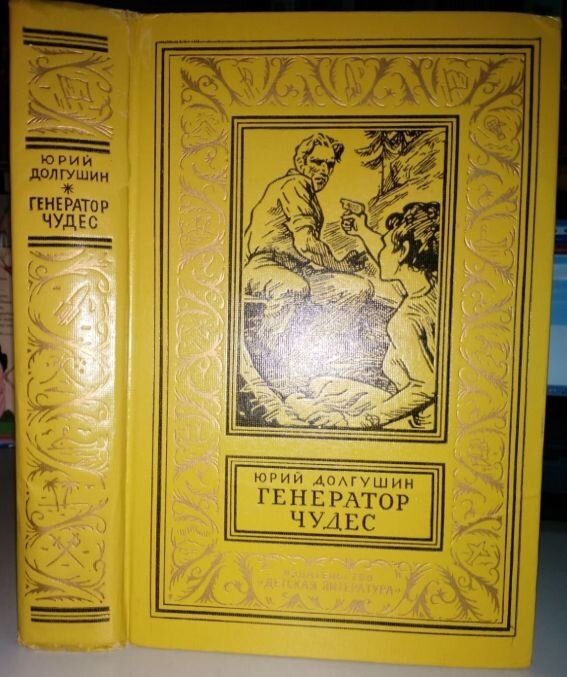 ЮРИЙ
ДОЛГУШИН
*
ГЕНЕРАТОР
ЧУДЕС
ЮРИЙ ДОЛГУШИН
ГЕНЕРАТОР
ЧУДЕС
ИЗДАТЕЛЬСТВО
"ДЕТСКАЯ ЛИТЕРАТУРА"